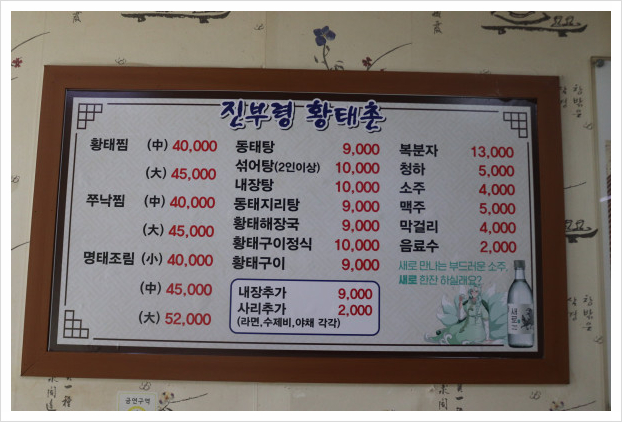 진부령 황태촌
황태찜 (中) 40,000
(大) 45,000
쭈낙찜 (中) 40,000
(大) 45,000
명태조림 (小) 40,000
(中) 45,000
(大) 52,000
동태탕 9,000
섞어탕(2인이상) 10,000
내장탕 10,000
동태지리탕 9,000
황태해장국 9,000
황태구이정식 10,000
황태구이 9,000
내장추가 9,000
사리추가 2,000
(라면,수제비,야채 각각)
복분자 13,000
청하 5,000
소주 4,000
맥주 5,000
막걸리 4,000
음료수 2,000
새로 만나는 부드러운 소주,
새로 한잔 하실래요?
새로
금연구역